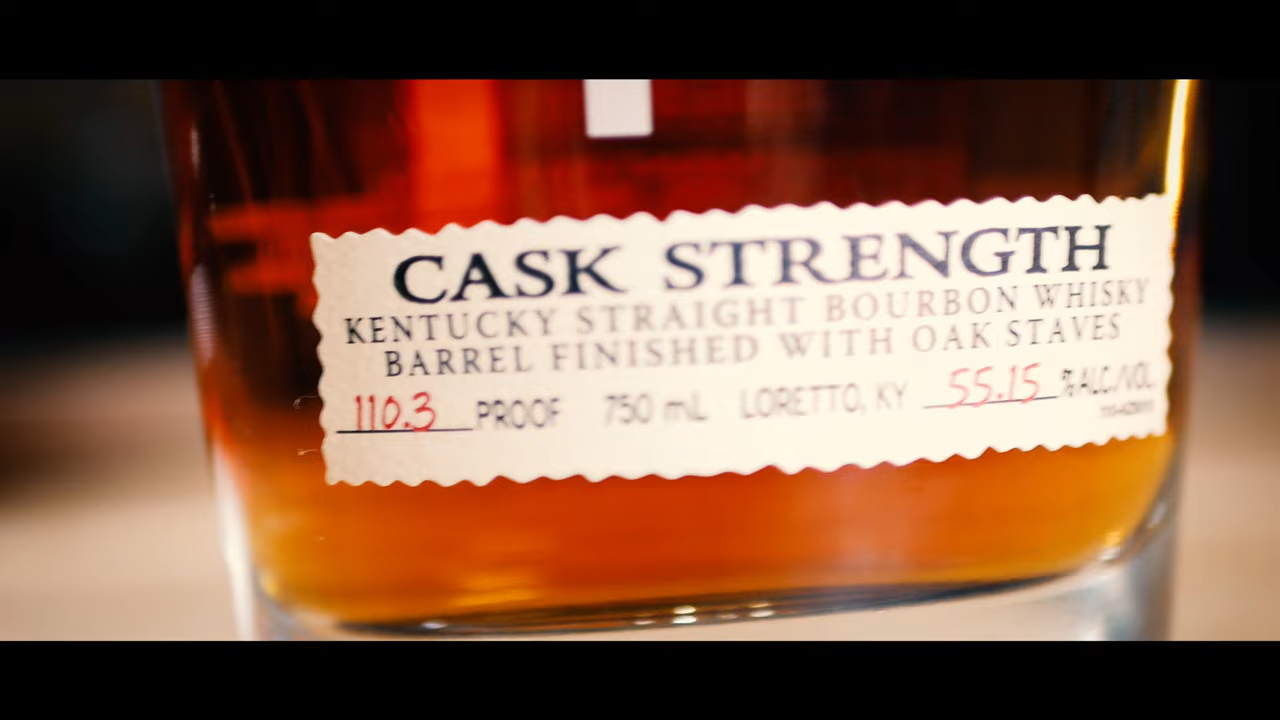 CASK STRENGTH
KENTUCKY STRAIGHT BOURBON WHISKY
BARREL FINISHED WITH OAK STAVES
110.3 PROOF 750 mL LORETTO, KY 55.15 % ALC./VOL.